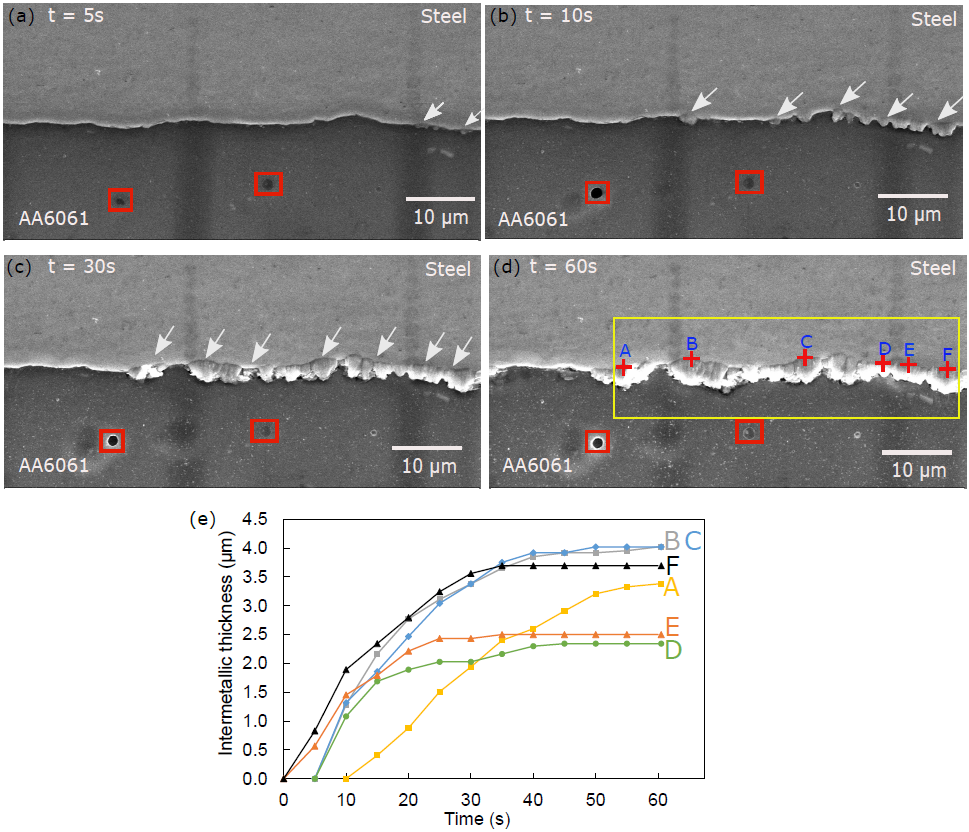 (a) t = 5s
Steel
AA6061
10 µm
(b) t = 10s
Steel
AA6061
10 µm
(c) t = 30s
Steel
AA6061
10 µm
(d) t = 60s
Steel
A
B
C
D
E
F
AA6061
10 µm
(e)
Intermetallic thickness (µm)
4.5
4.0
3.5
3.0
2.5
2.0
1.5
1.0
0.5
0.0
B C
F
A
E
D
0 10 20 30 40 50 60
Time (s)